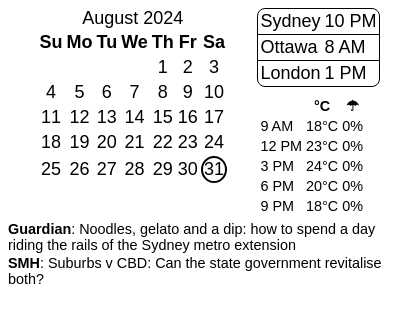 August 2024
Su Mo Tu We Th Fr Sa
1 2 3
4 5 6 7 8 9 10
11 12 13 14 15 16 17
18 19 20 21 22 23 24
25 26 27 28 29 30 31
Sydney 10 PM
Ottawa 8 AM
London 1 PM
°C ☂
9 AM 18°C 0%
12 PM 23°C 0%
3 PM 24°C 0%
6 PM 20°C 0%
9 PM 18°C 0%
Guardian: Noodles, gelato and a dip: how to spend a day
riding the rails of the Sydney metro extension
SMH: Suburbs v CBD: Can the state government revitalise
both?